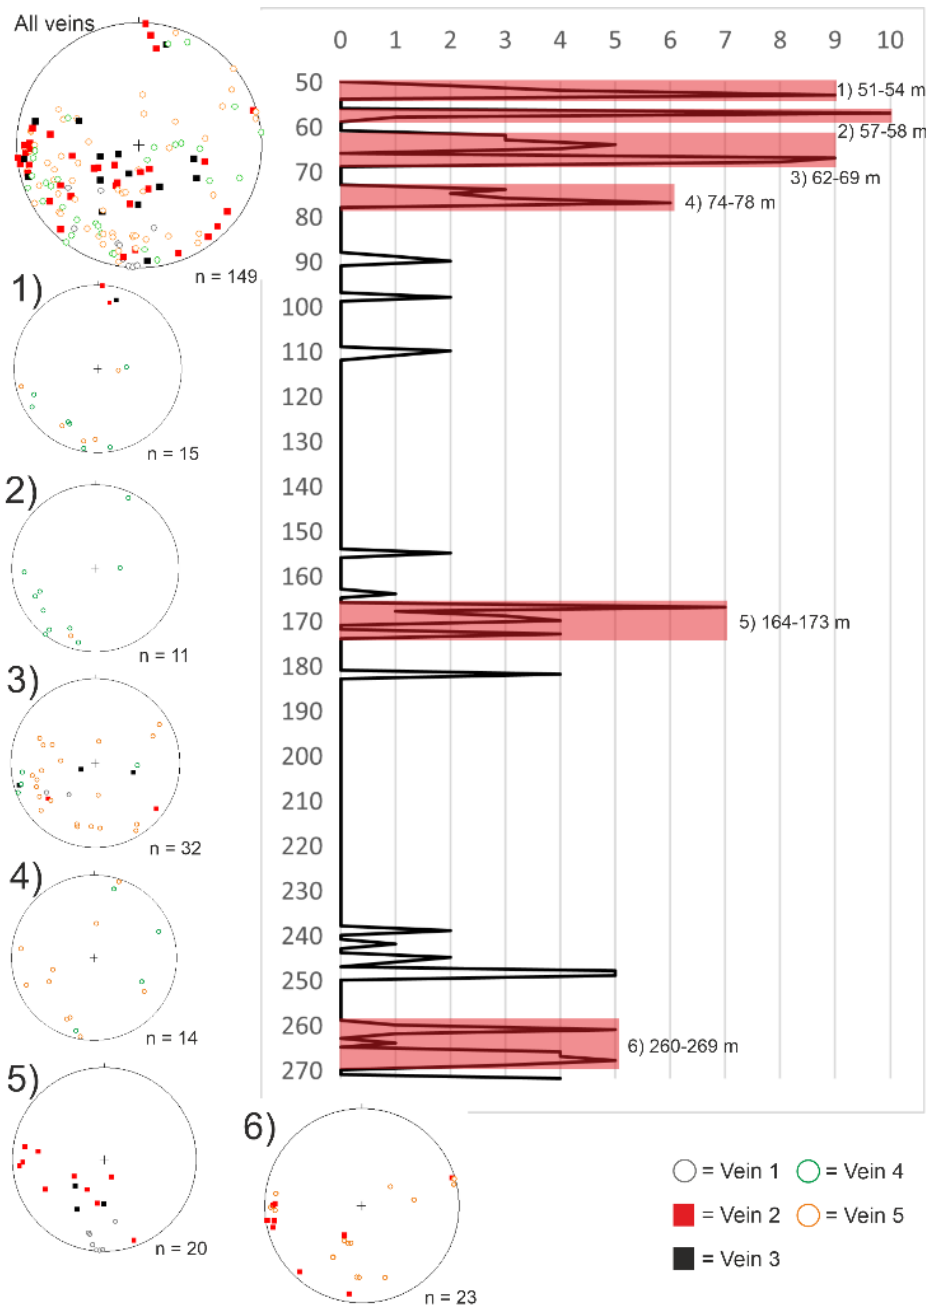 All veins
n = 149
0 1 2 3 4 5 6 7 8 9 10
50
60
70
80
90
100
110
120
130
140
150
160
170
180
190
200
210
220
230
240
250
260
270
1) 51-54 m
2) 57-58 m
3) 62-69 m
4) 74-78 m
5) 164-173 m
6) 260-269 m
1)
n = 15
2)
n = 11
3)
n = 32
4)
n = 14
5)
n = 20
6)
n = 23
= Vein 1
= Vein 4
= Vein 2
= Vein 5
= Vein 3